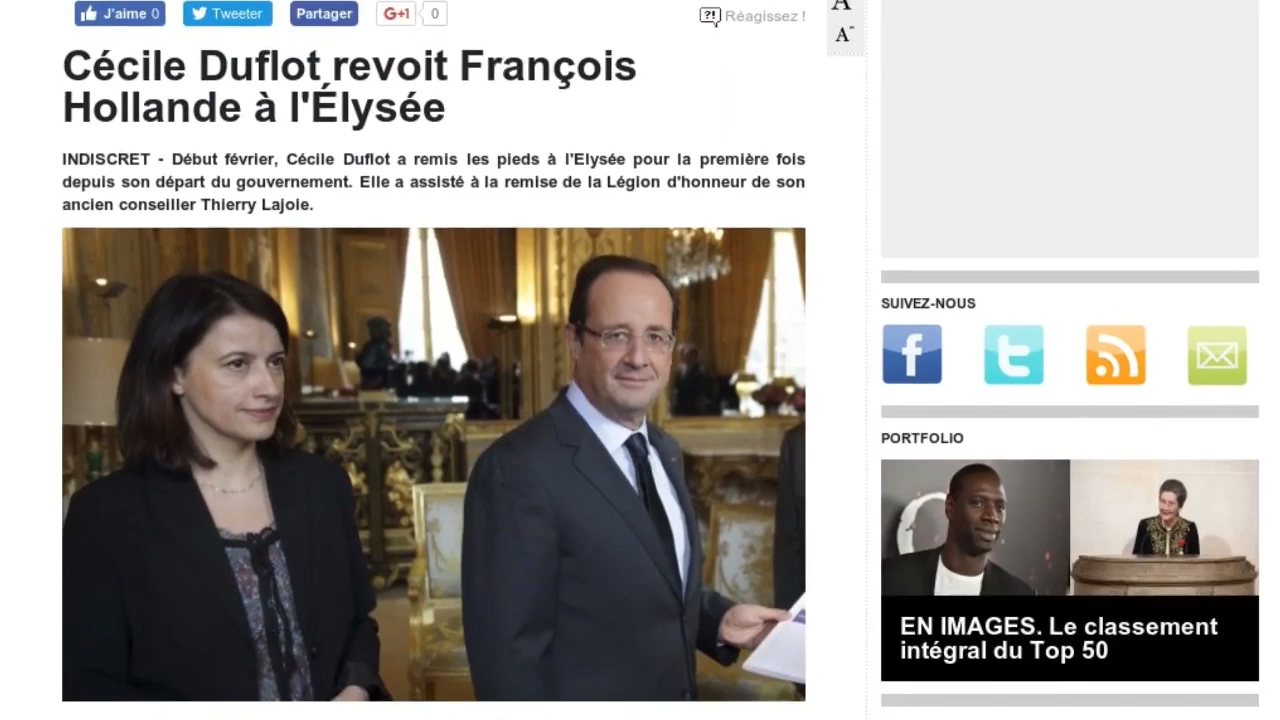 J'aime 0
Tweeter
Partager
G+1
0
?!
Réagissez !
A
A-
Cécile Duflot revoit François
Hollande à l'Élysée
INDISCRET - Début février, Cécile Duflot a remis les pieds à l'Elysée pour la première fois
depuis son départ du gouvernement. Elle a assisté à la remise de la Légion d'honneur de son
ancien conseiller Thierry Lajoie.
SUIVEZ-NOUS
PORTFOLIO
EN IMAGES. Le classement
intégral du Top 50